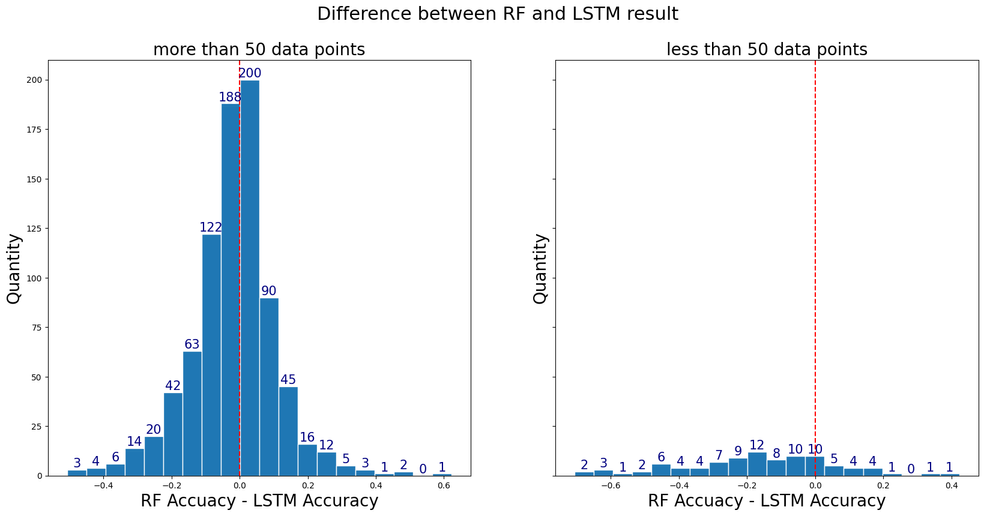 Difference between RF and LSTM result
more than 50 data points
Quantity
200
175
150
125
100
75
50
25
0
3 4 6 14 20 42 63 122 188 200 90 45 16 12 5 3 1 2 0 1
−0.4 −0.2 0.0 0.2 0.4 0.6
RF Accuacy - LSTM Accuracy
less than 50 data points
Quantity
2 3 1 2 6 4 4 7 9 12 8 10 10 5 4 4 1 0 1 1
−0.6 −0.4 −0.2 0.0 0.2 0.4
RF Accuacy - LSTM Accuracy